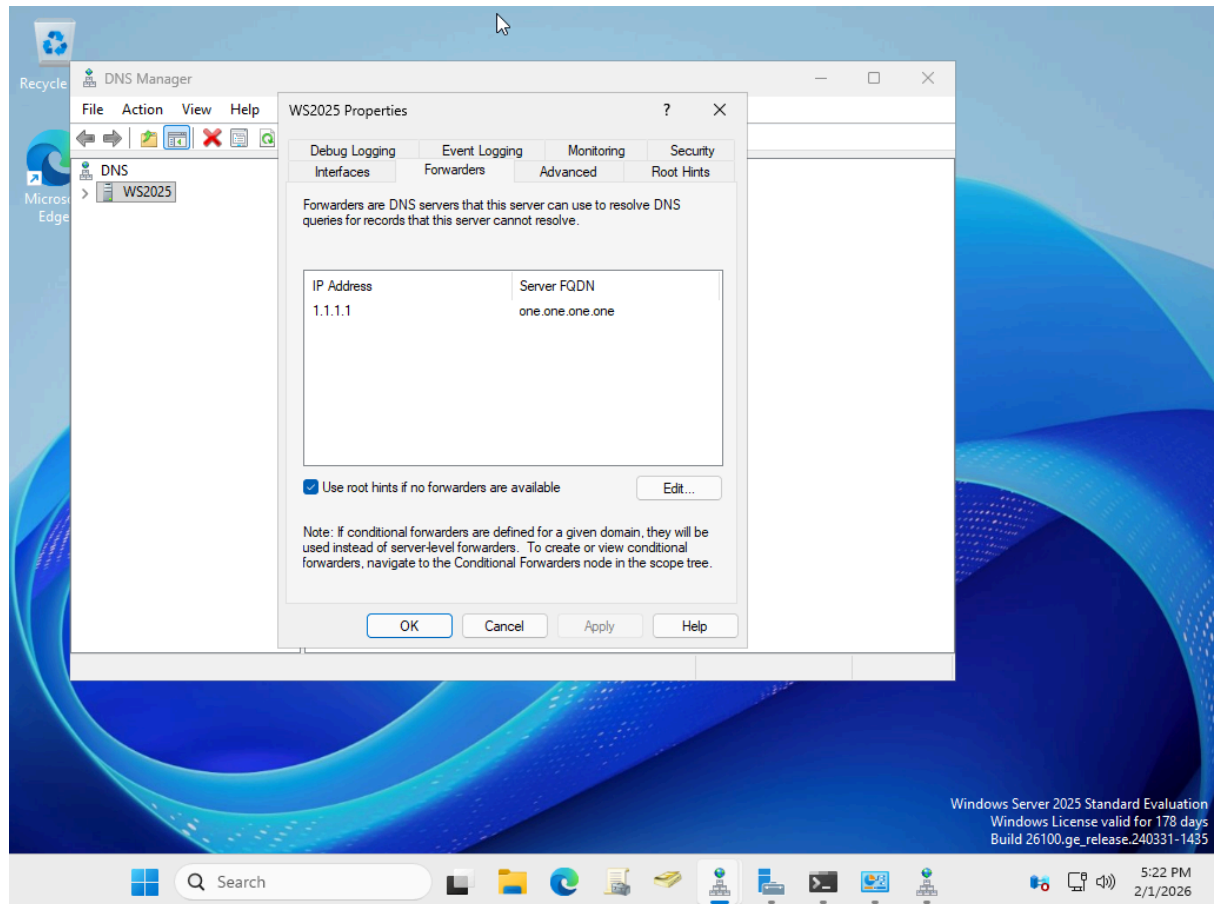 Recycle
DNS Manager
File Action View Help
WS2025 Properties
Debug Logging Event Logging Monitoring Security
Interfaces Forwarders Advanced Root Hints
DNS
WS2025
Edge
Forwarders are DNS servers that this server can use to resolve DNS
queries for records that this server cannot resolve.
IP Address Server FQDN
1.1.1.1 one.one.one.one
Use root hints if no forwarders are available
Edit...
Note: If conditional forwarders are defined for a given domain, they will be
used instead of server-level forwarders. To create or view conditional
forwarders, navigate to the Conditional Forwarders node in the scope tree.
OK Cancel Apply Help
Windows Server 2025 Standard Evaluation
Windows License valid for 178 days
Build 26100.ge_release.240331-1435
Search
5:22 PM
2/1/2026